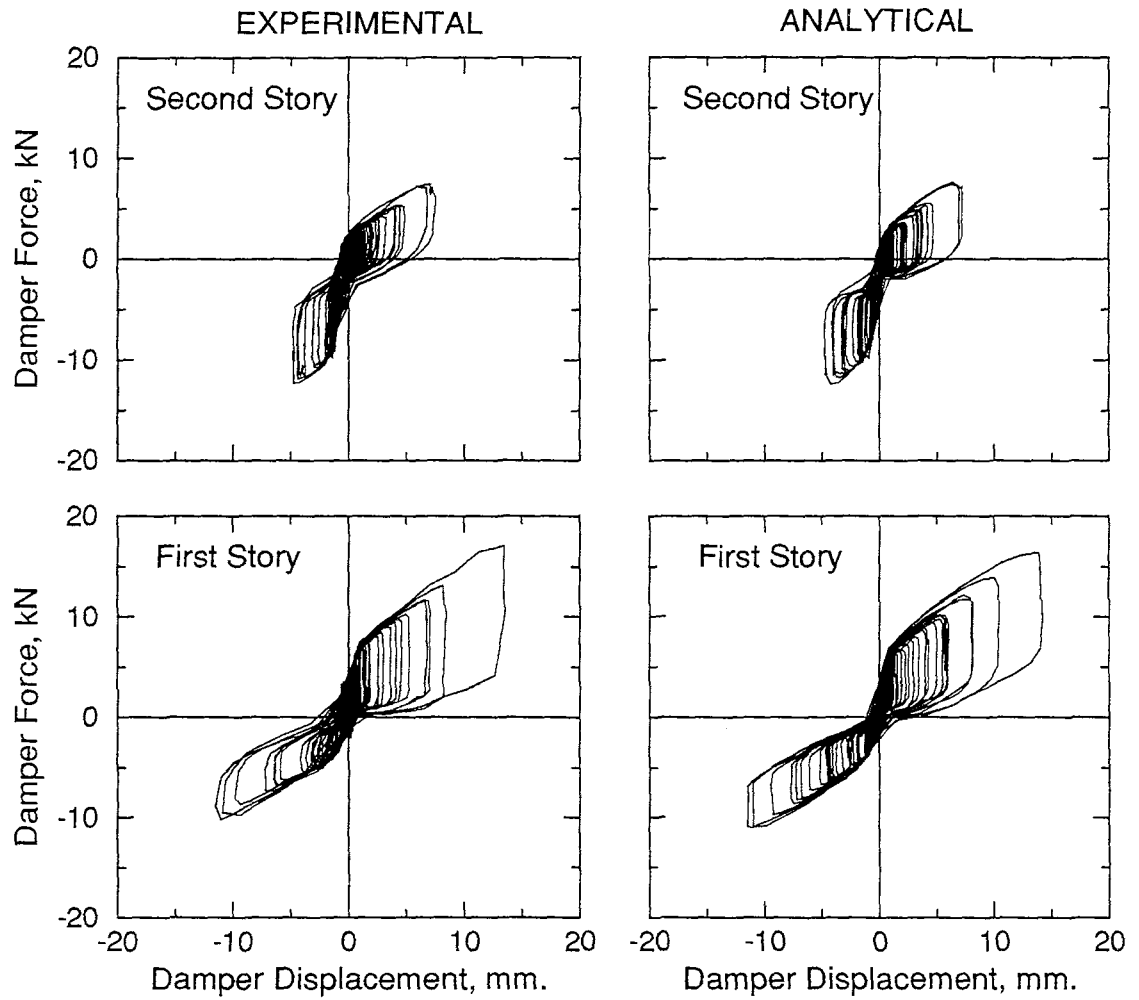 EXPERIMENTAL
ANALYTICAL
20
10
0
-10
-20
Damper Force, kN
Second Story
Second Story
20
10
0
-10
-20
Damper Force, kN
First Story
First Story
-20 -10 0 10 20
-20 -10 0 10 20
Damper Displacement, mm.
Damper Displacement, mm.